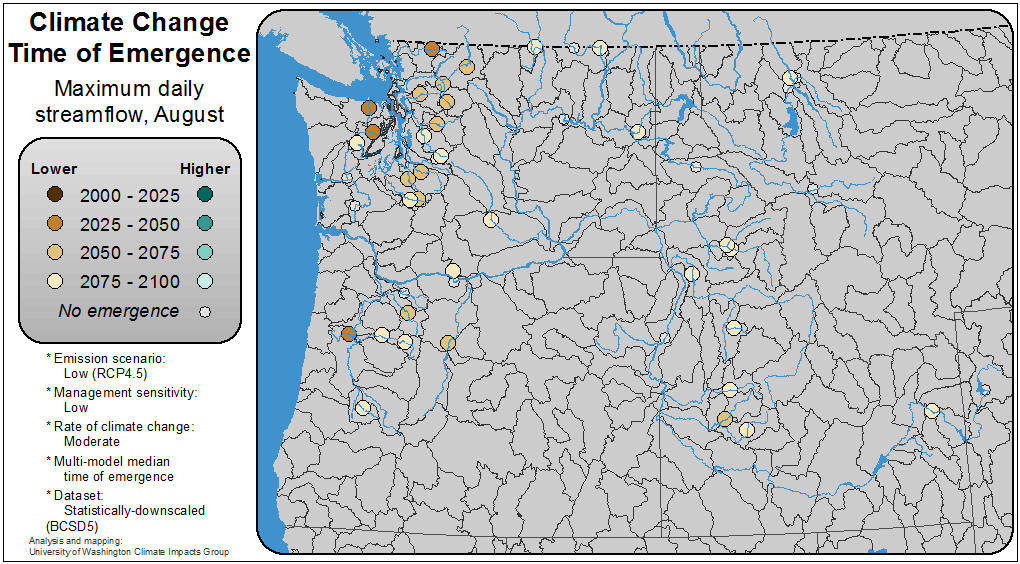 Climate Change
Time of Emergence
Maximum daily
streamflow, August
Lower Higher
2000 - 2025
2025 - 2050
2050 - 2075
2075 - 2100
No emergence
* Emission scenario:
Low (RCP4.5)
* Management sensitivity:
Low
* Rate of climate change:
Moderate
* Multi-model median
time of emergence
* Dataset:
Statistically-downscaled
(BCSD5)
Analysis and mapping:
University of Washington Climate Impacts Group